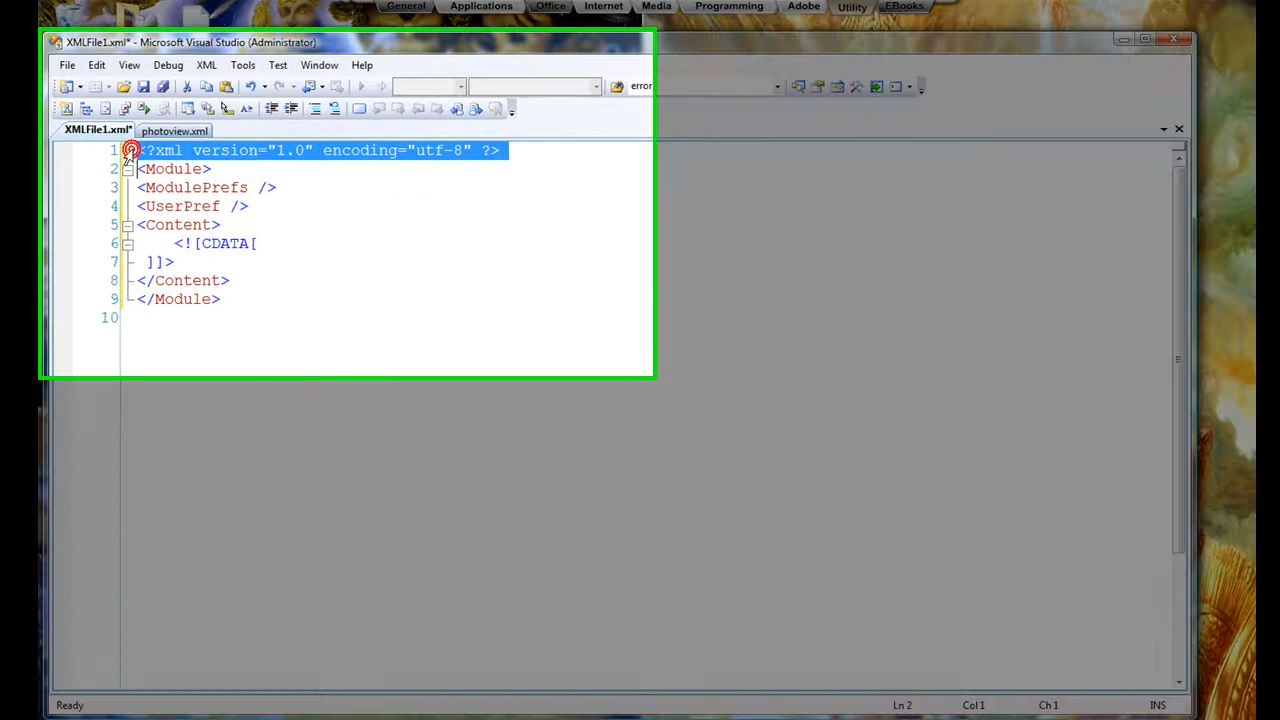 General Applications Office Internet Media Programming Adobe Utility EBooks
XMLFile1.xml* - Microsoft Visual Studio (Administrator)
File Edit View Debug XML Tools Test Window Help
error
XMLFile1.xml* photoview.xml
1 <?xml version="1.0" encoding="utf-8" ?>
2 <Module>
3 <ModulePrefs />
4 <UserPref />
5 <Content>
6 <![CDATA[
7 ]]>
8 </Content>
9 </Module>
10
Ready Ln 2 Col 1 Ch 1 INS